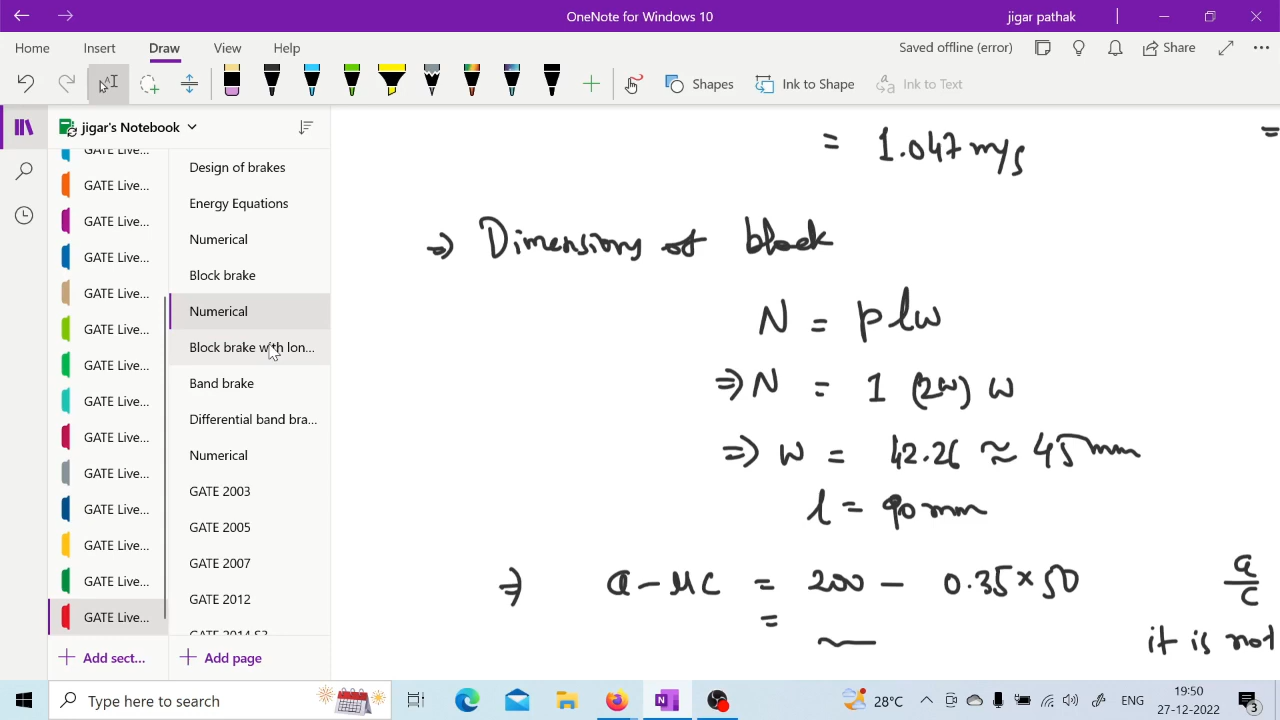 OneNote for Windows 10
jigar pathak
Home Insert Draw View Help
Saved offline (error) Share
Shapes Ink to Shape Ink to Text
jigar's Notebook
GATE Live...
GATE Live...
GATE Live...
GATE Live...
GATE Live...
GATE Live...
GATE Live...
GATE Live...
GATE Live...
GATE Live...
GATE Live...
GATE Live...
GATE Live...
GATE Live...
Add sect...
Design of brakes
Energy Equations
Numerical
Block brake
Numerical
Block brake with lon...
Band brake
Differential band bra...
Numerical
GATE 2003
GATE 2005
GATE 2007
GATE 2012
GATE 2014 S3
Add page
= 1.047 m/s =
⇒ Dimensions of block
N = plw
⇒ N = 1 (2w) w
⇒ w = 42.26 ≈ 45 mm
l = 90 mm
⇒ a - μc = 200 - 0.35 × 50 a/c
=
it is not
Type here to search
28°C
ENG
19:50
27-12-2022
3